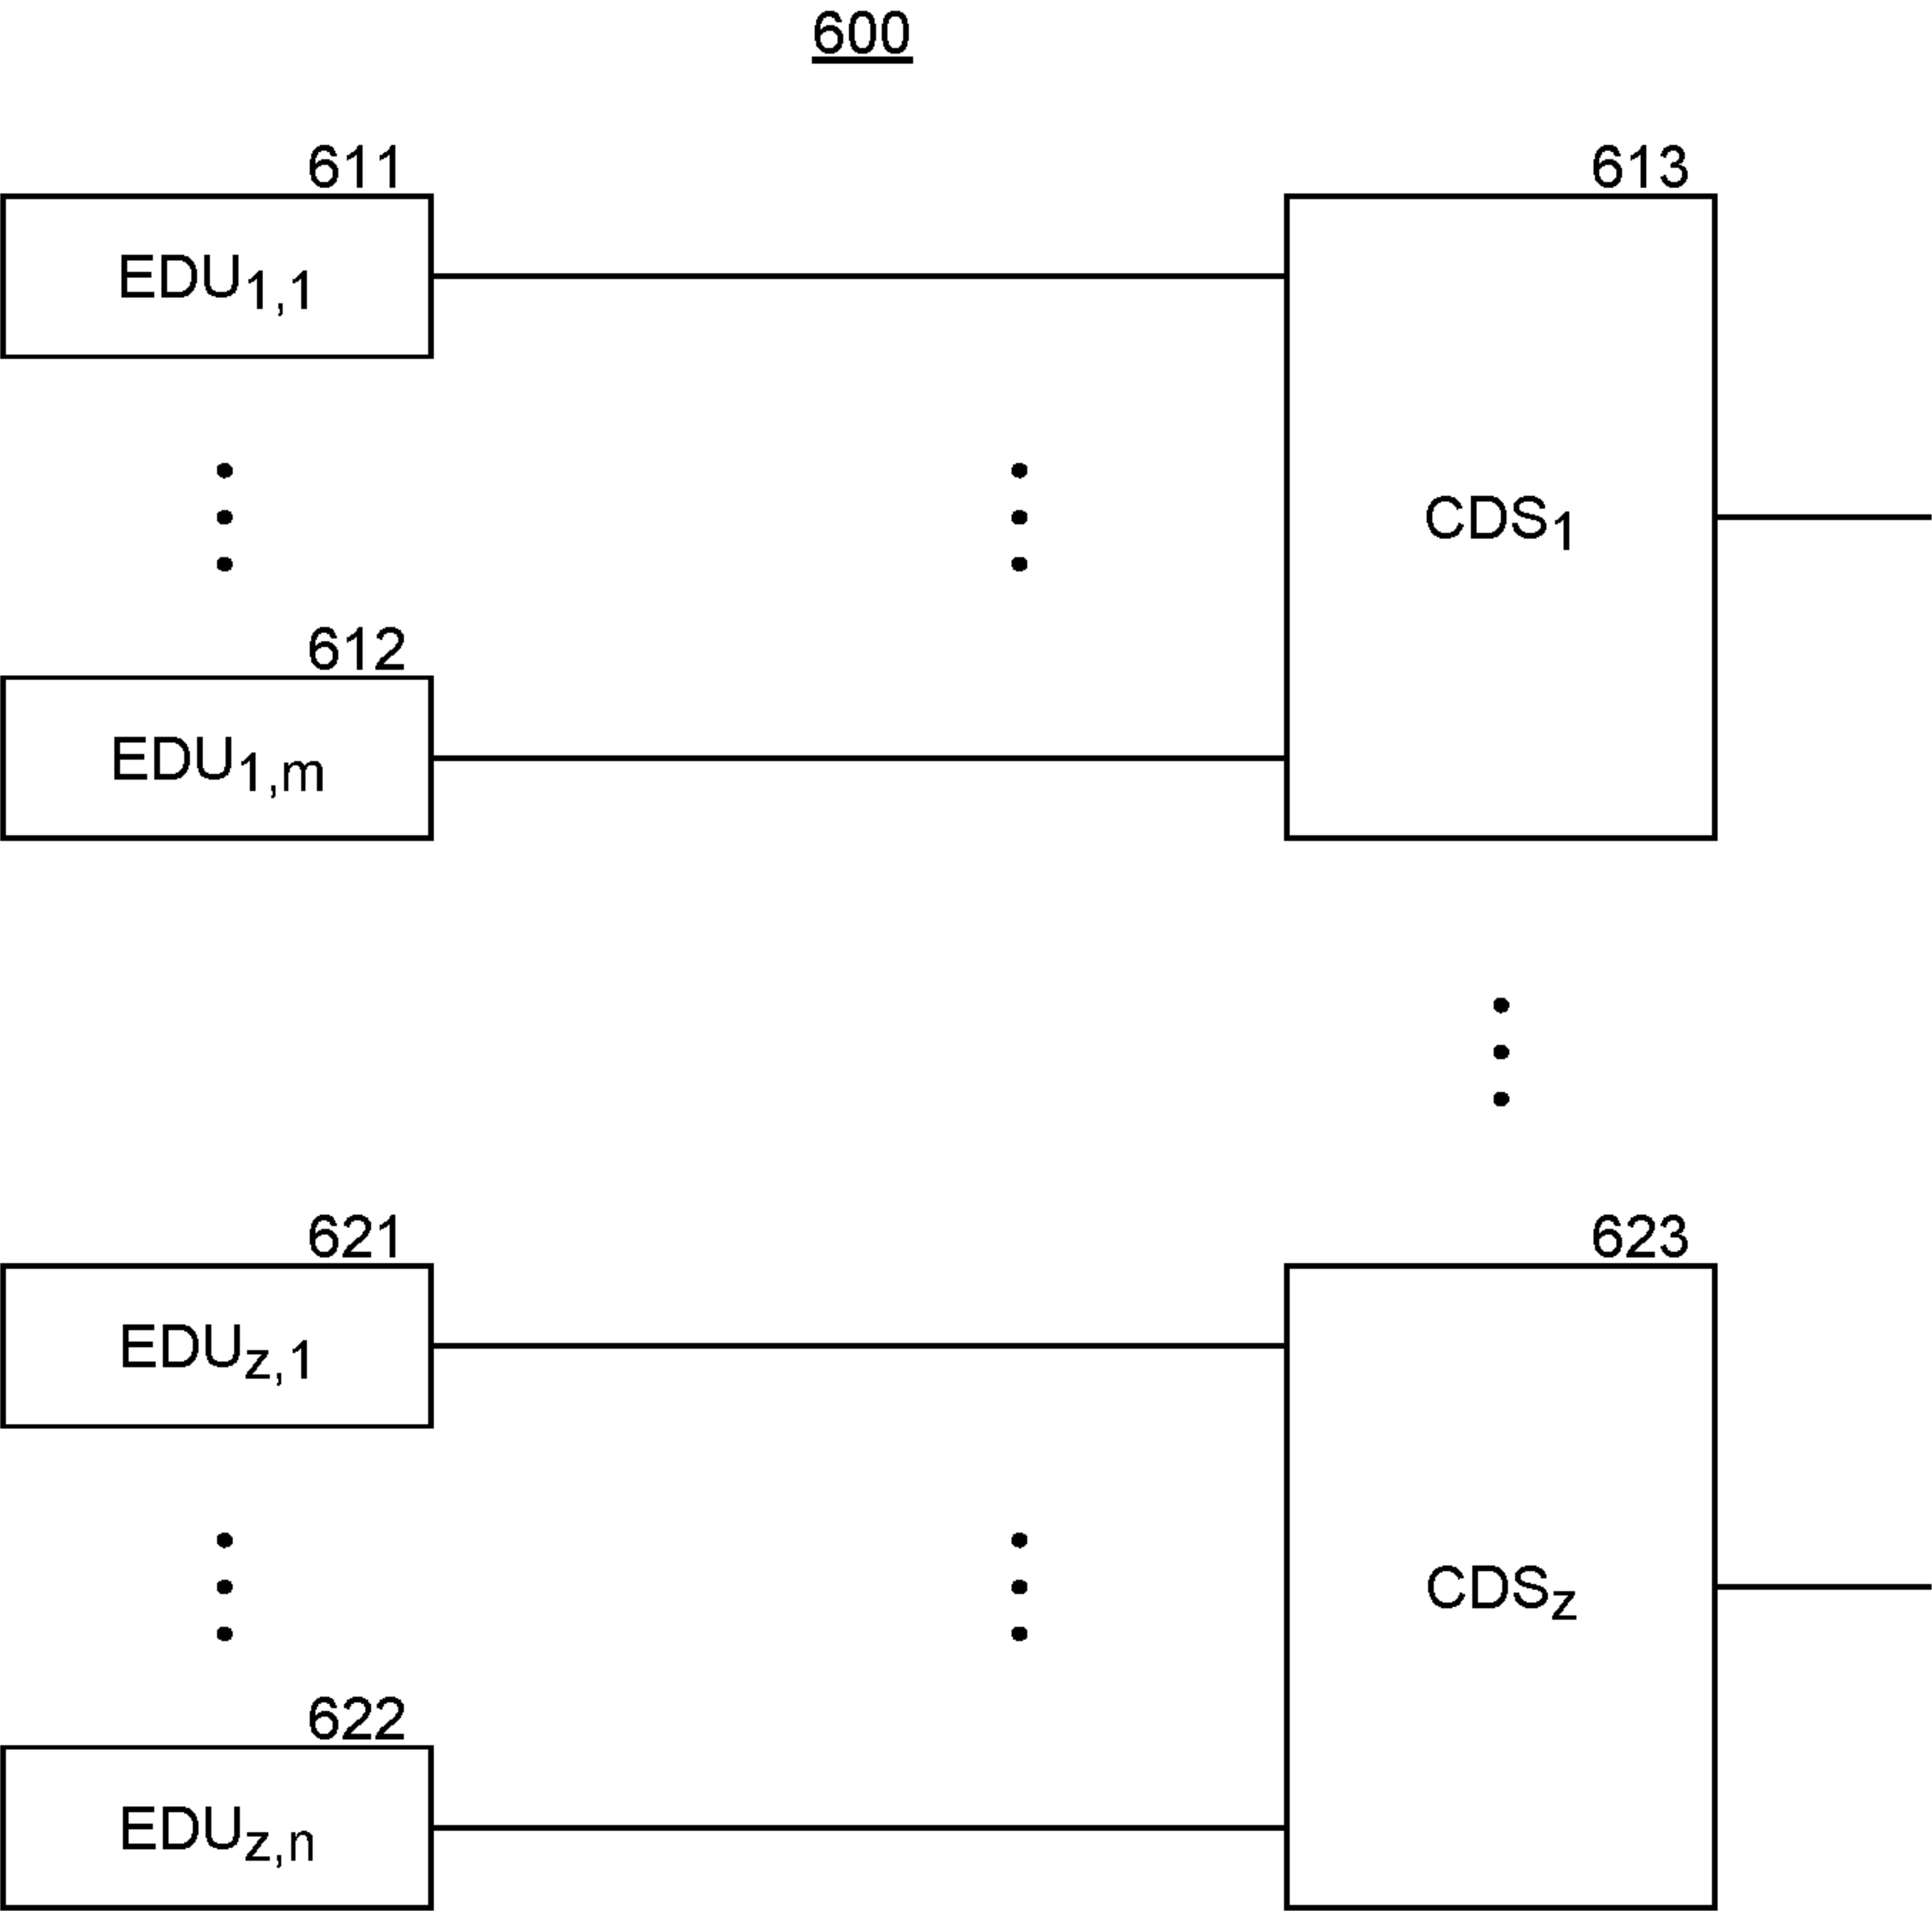 600
611
613
EDU1,1
CDS1
612
EDU1,m
621
623
EDUz,1
CDSz
622
EDUz,n